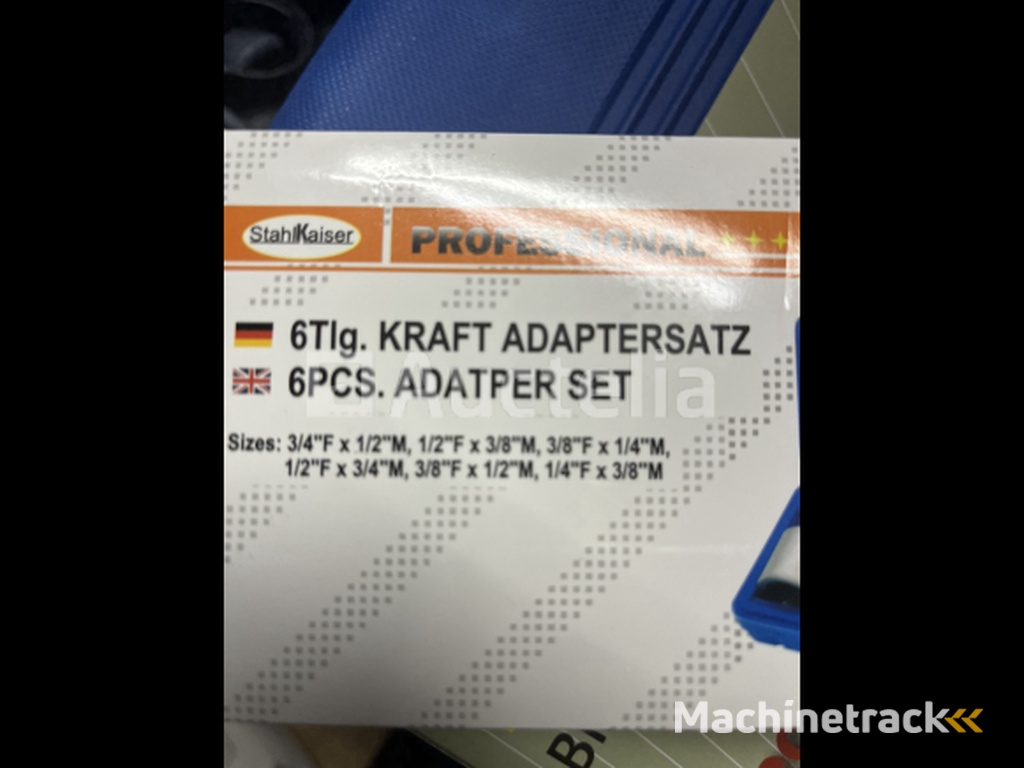 StahlKaiser
PROFESSIONAL
6Tlg. KRAFT ADAPTERSATZ
6PCS. ADATPER SET
Auctelia
Sizes: 3/4"F x 1/2"M, 1/2"F x 3/8"M, 3/8"F x 1/4"M,
1/2"F x 3/4"M, 3/8"F x 1/2"M, 1/4"F x 3/8"M
Machinetrack